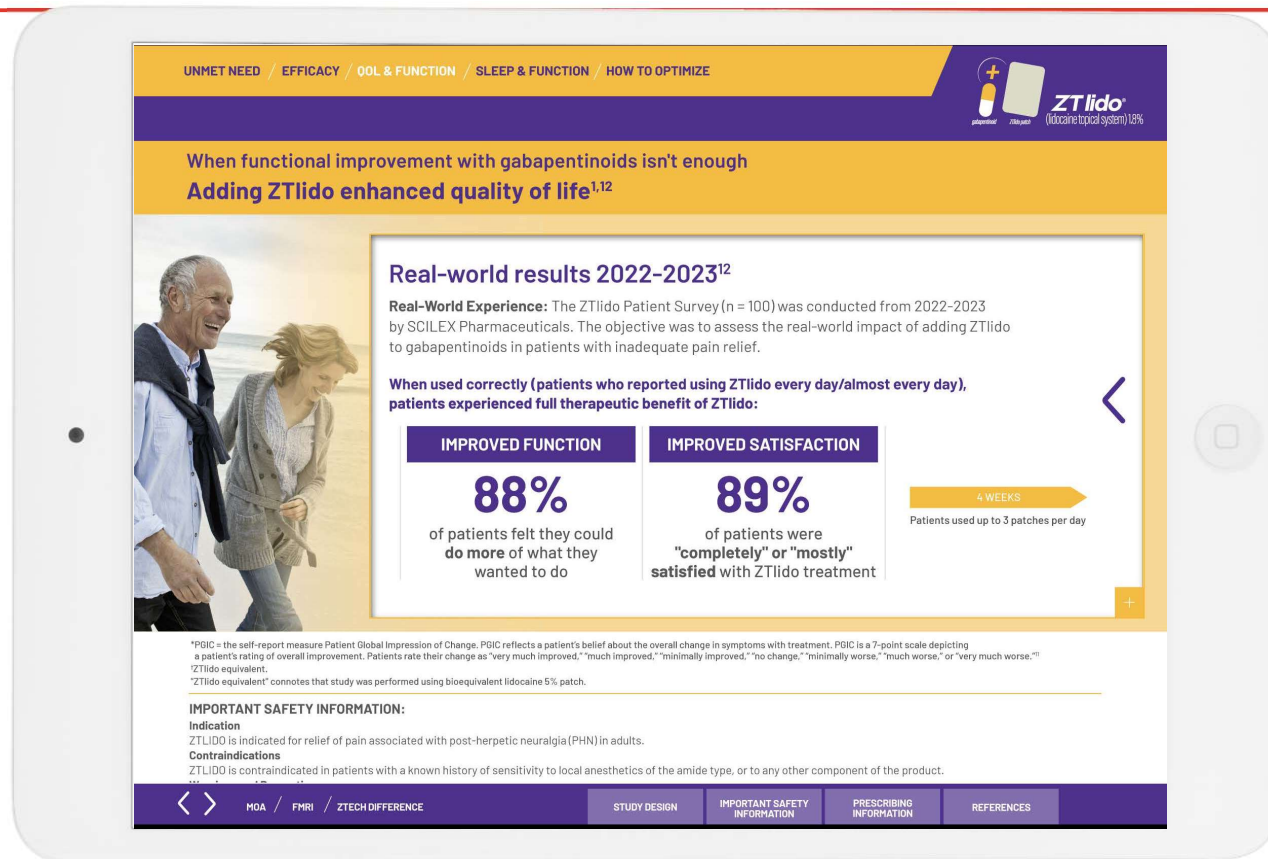 UNMET NEED / EFFICACY / QOL & FUNCTION / SLEEP & FUNCTION / HOW TO OPTIMIZE
gabapentinoid ZTlido patch
ZTlido®
(lidocaine topical system) 1.8%
When functional improvement with gabapentinoids isn't enough
Adding ZTlido enhanced quality of life1,12
Real-world results 2022-202312
Real-World Experience: The ZTlido Patient Survey (n = 100) was conducted from 2022-2023
by SCILEX Pharmaceuticals. The objective was to assess the real-world impact of adding ZTlido
to gabapentinoids in patients with inadequate pain relief.
When used correctly (patients who reported using ZTlido every day/almost every day),
patients experienced full therapeutic benefit of ZTlido:
IMPROVED FUNCTION
88%
of patients felt they could
do more of what they
wanted to do
IMPROVED SATISFACTION
89%
of patients were
"completely" or "mostly"
satisfied with ZTlido treatment
4 WEEKS
Patients used up to 3 patches per day
*PGIC = the self-report measure Patient Global Impression of Change. PGIC reflects a patient's belief about the overall change in symptoms with treatment. PGIC is a 7-point scale depicting
a patient's rating of overall improvement. Patients rate their change as "very much improved," "much improved," "minimally improved," "no change," "minimally worse," "much worse," or "very much worse."11
†ZTlido equivalent.
"ZTlido equivalent" connotes that study was performed using bioequivalent lidocaine 5% patch.
IMPORTANT SAFETY INFORMATION:
Indication
ZTLIDO is indicated for relief of pain associated with post-herpetic neuralgia (PHN) in adults.
Contraindications
ZTLIDO is contraindicated in patients with a known history of sensitivity to local anesthetics of the amide type, or to any other component of the product.
MOA / FMRI / ZTECH DIFFERENCE
STUDY DESIGN
IMPORTANT SAFETY
INFORMATION
PRESCRIBING
INFORMATION
REFERENCES